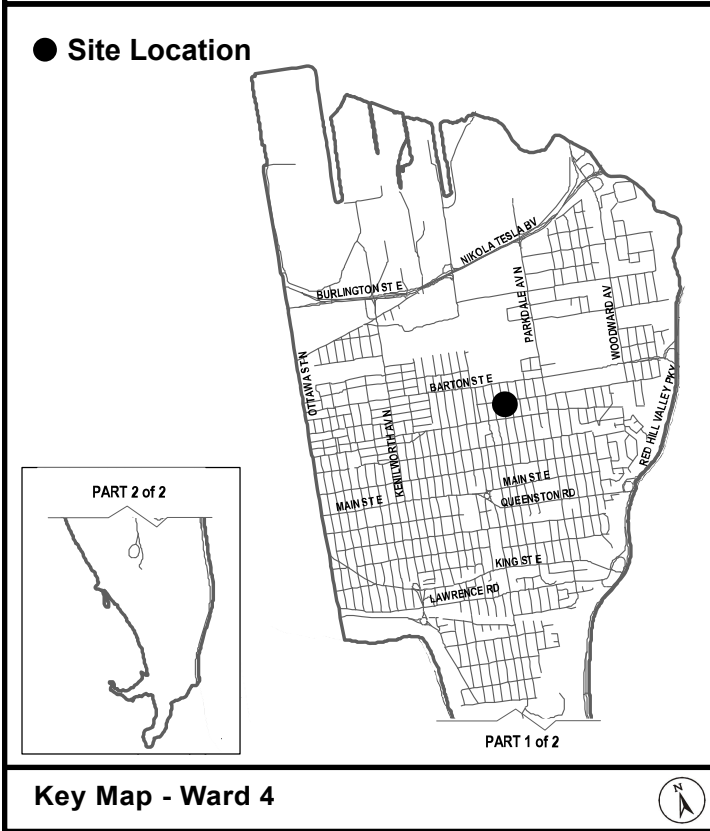 Site Location
NIKOLA TESLA BV
BURLINGTON ST E
PARKDALE AV N
WOODWARD AV
OTTAWA ST N
BARTON ST E
RED HILL VALLEY PKY
KENILWORTH AV N
MAIN ST E
QUEENSTON RD
MAIN ST E
KING ST E
LAWRENCE RD
PART 2 of 2
PART 1 of 2
Key Map - Ward 4
N